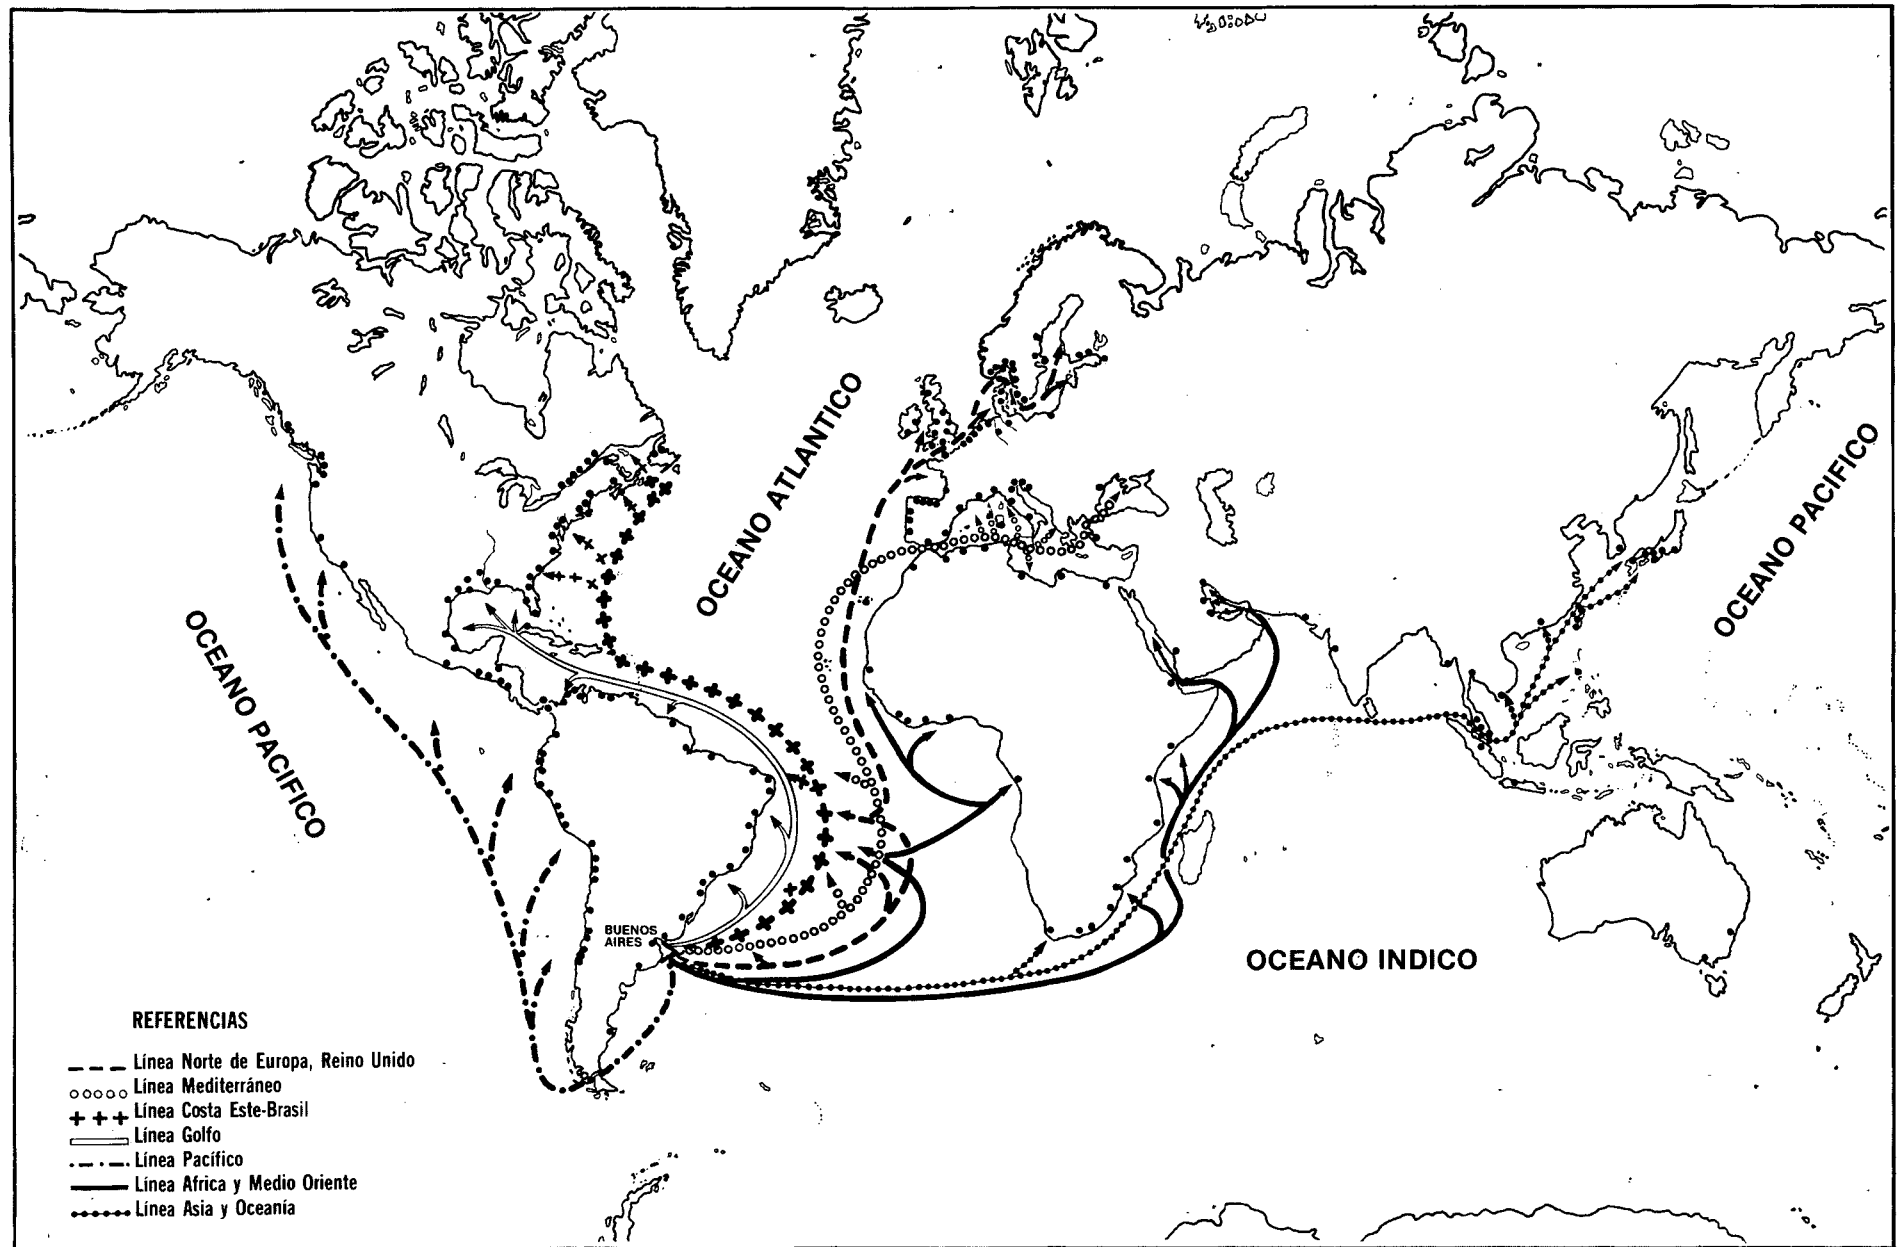 OCEANO ATLANTICO
OCEANO PACIFICO
OCEANO PACIFICO
BUENOS
AIRES
OCEANO INDICO
REFERENCIAS
Línea Norte de Europa, Reino Unido
Línea Mediterráneo
Línea Costa Este-Brasil
Línea Golfo
Línea Pacífico
Línea Africa y Medio Oriente
Línea Asia y Oceanía